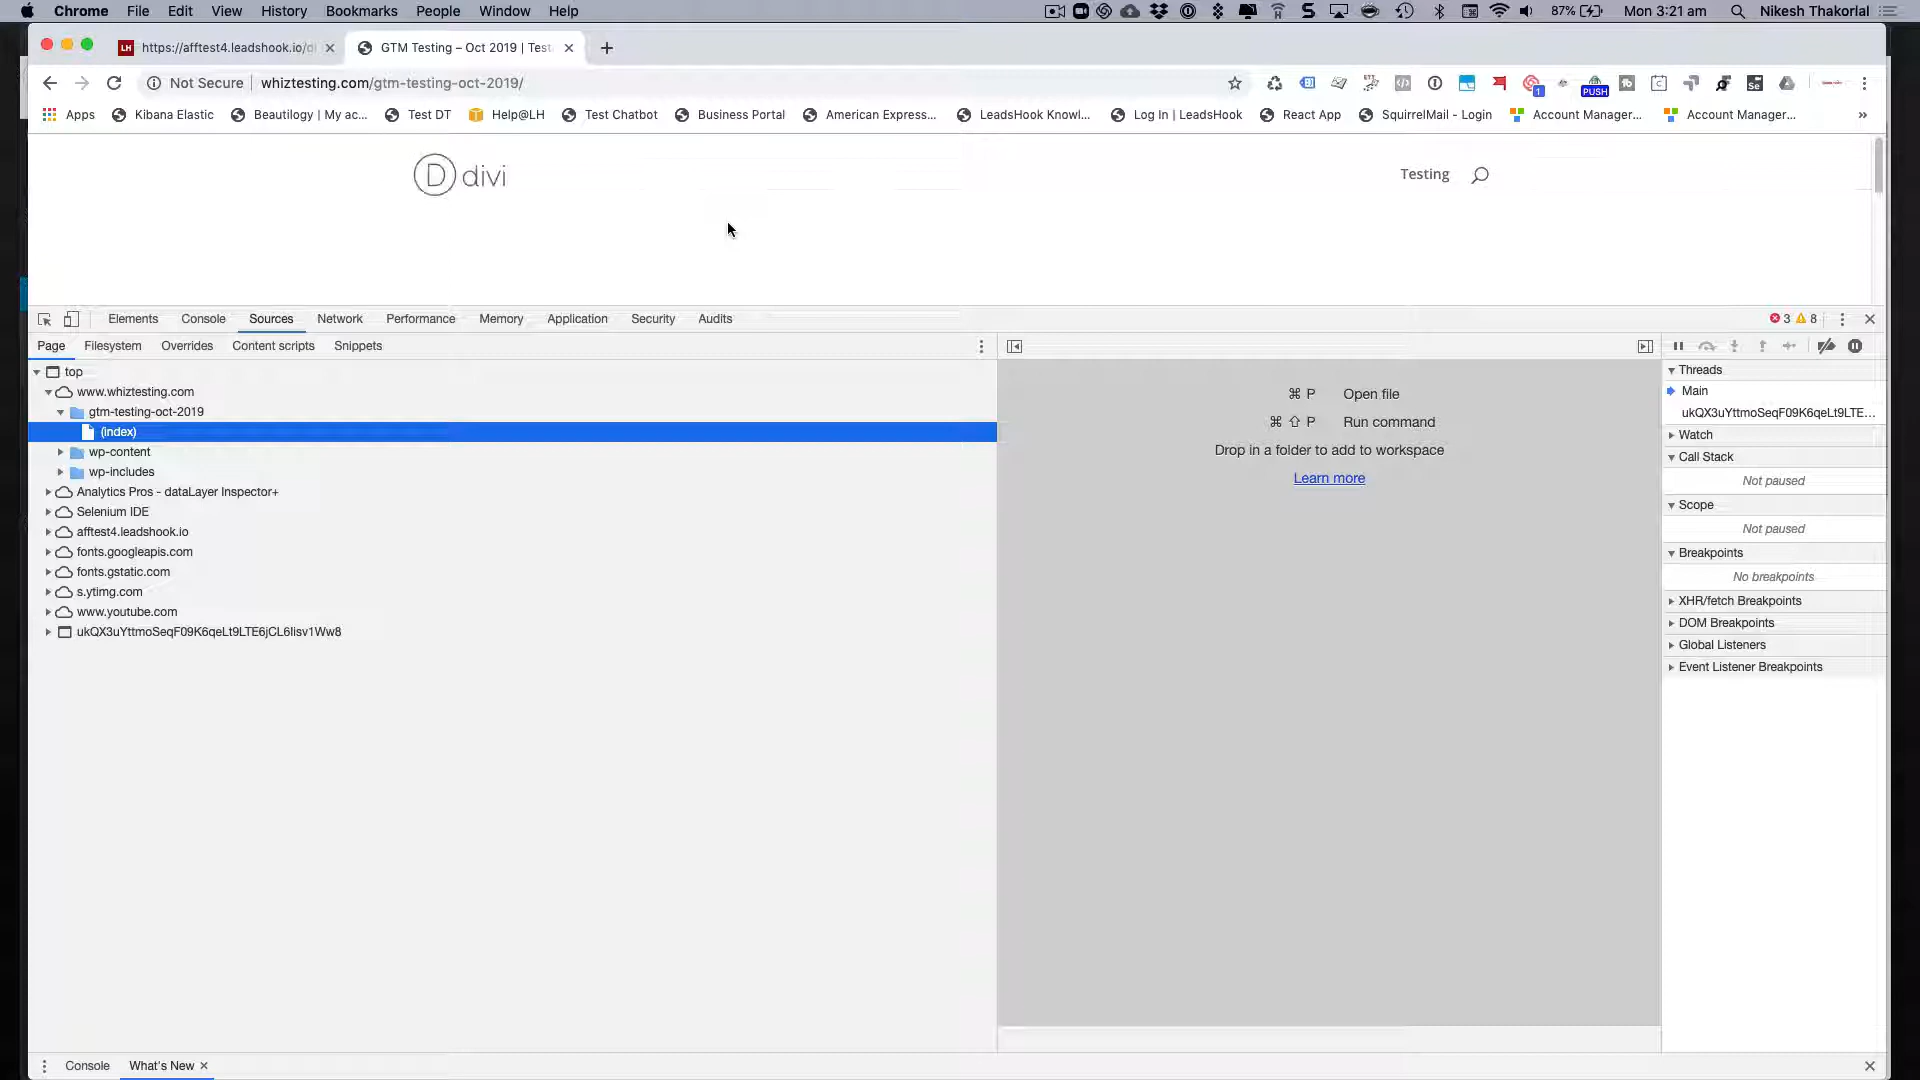 Chrome File Edit View History Bookmarks People Window Help 87% Mon 3:21 am Nikesh Thakorlal
LH https://afftest4.leadshook.io/d GTM Testing – Oct 2019 | Test
Not Secure whiztesting.com/gtm-testing-oct-2019/ 1 PUSH Se
Apps Kibana Elastic Beautilogy | My ac... Test DT Help@LH Test Chatbot Business Portal American Express... LeadsHook Knowl... Log In | LeadsHook React App SquirrelMail - Login Account Manager... Account Manager... »
D divi Testing
Elements Console Sources Network Performance Memory Application Security Audits 3 8
Page Filesystem Overrides Content scripts Snippets
top
www.whiztesting.com
gtm-testing-oct-2019
(index)
wp-content
wp-includes
Analytics Pros - dataLayer Inspector+
Selenium IDE
afftest4.leadshook.io
fonts.googleapis.com
fonts.gstatic.com
s.ytimg.com
www.youtube.com
ukQX3uYttmoSeqF09K6qeLt9LTE6jCL6Iisv1Ww8
⌘ P Open file
⌘ ⇧ P Run command
Drop in a folder to add to workspace
Learn more
Threads
Main
ukQX3uYttmoSeqF09K6qeLt9LTE...
Watch
Call Stack
Not paused
Scope
Not paused
Breakpoints
No breakpoints
XHR/fetch Breakpoints
DOM Breakpoints
Global Listeners
Event Listener Breakpoints
Console What's New